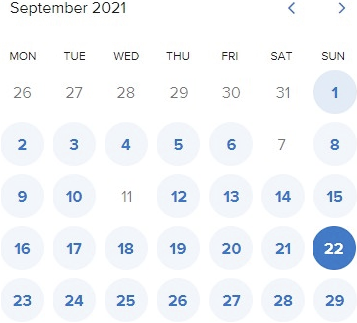 September 2021
MON TUE WED THU FRI SAT SUN
26 27 28 29 30 31 1
2 3 4 5 6 7 8
9 10 11 12 13 14 15
16 17 18 19 20 21 22
23 24 25 26 27 28 29